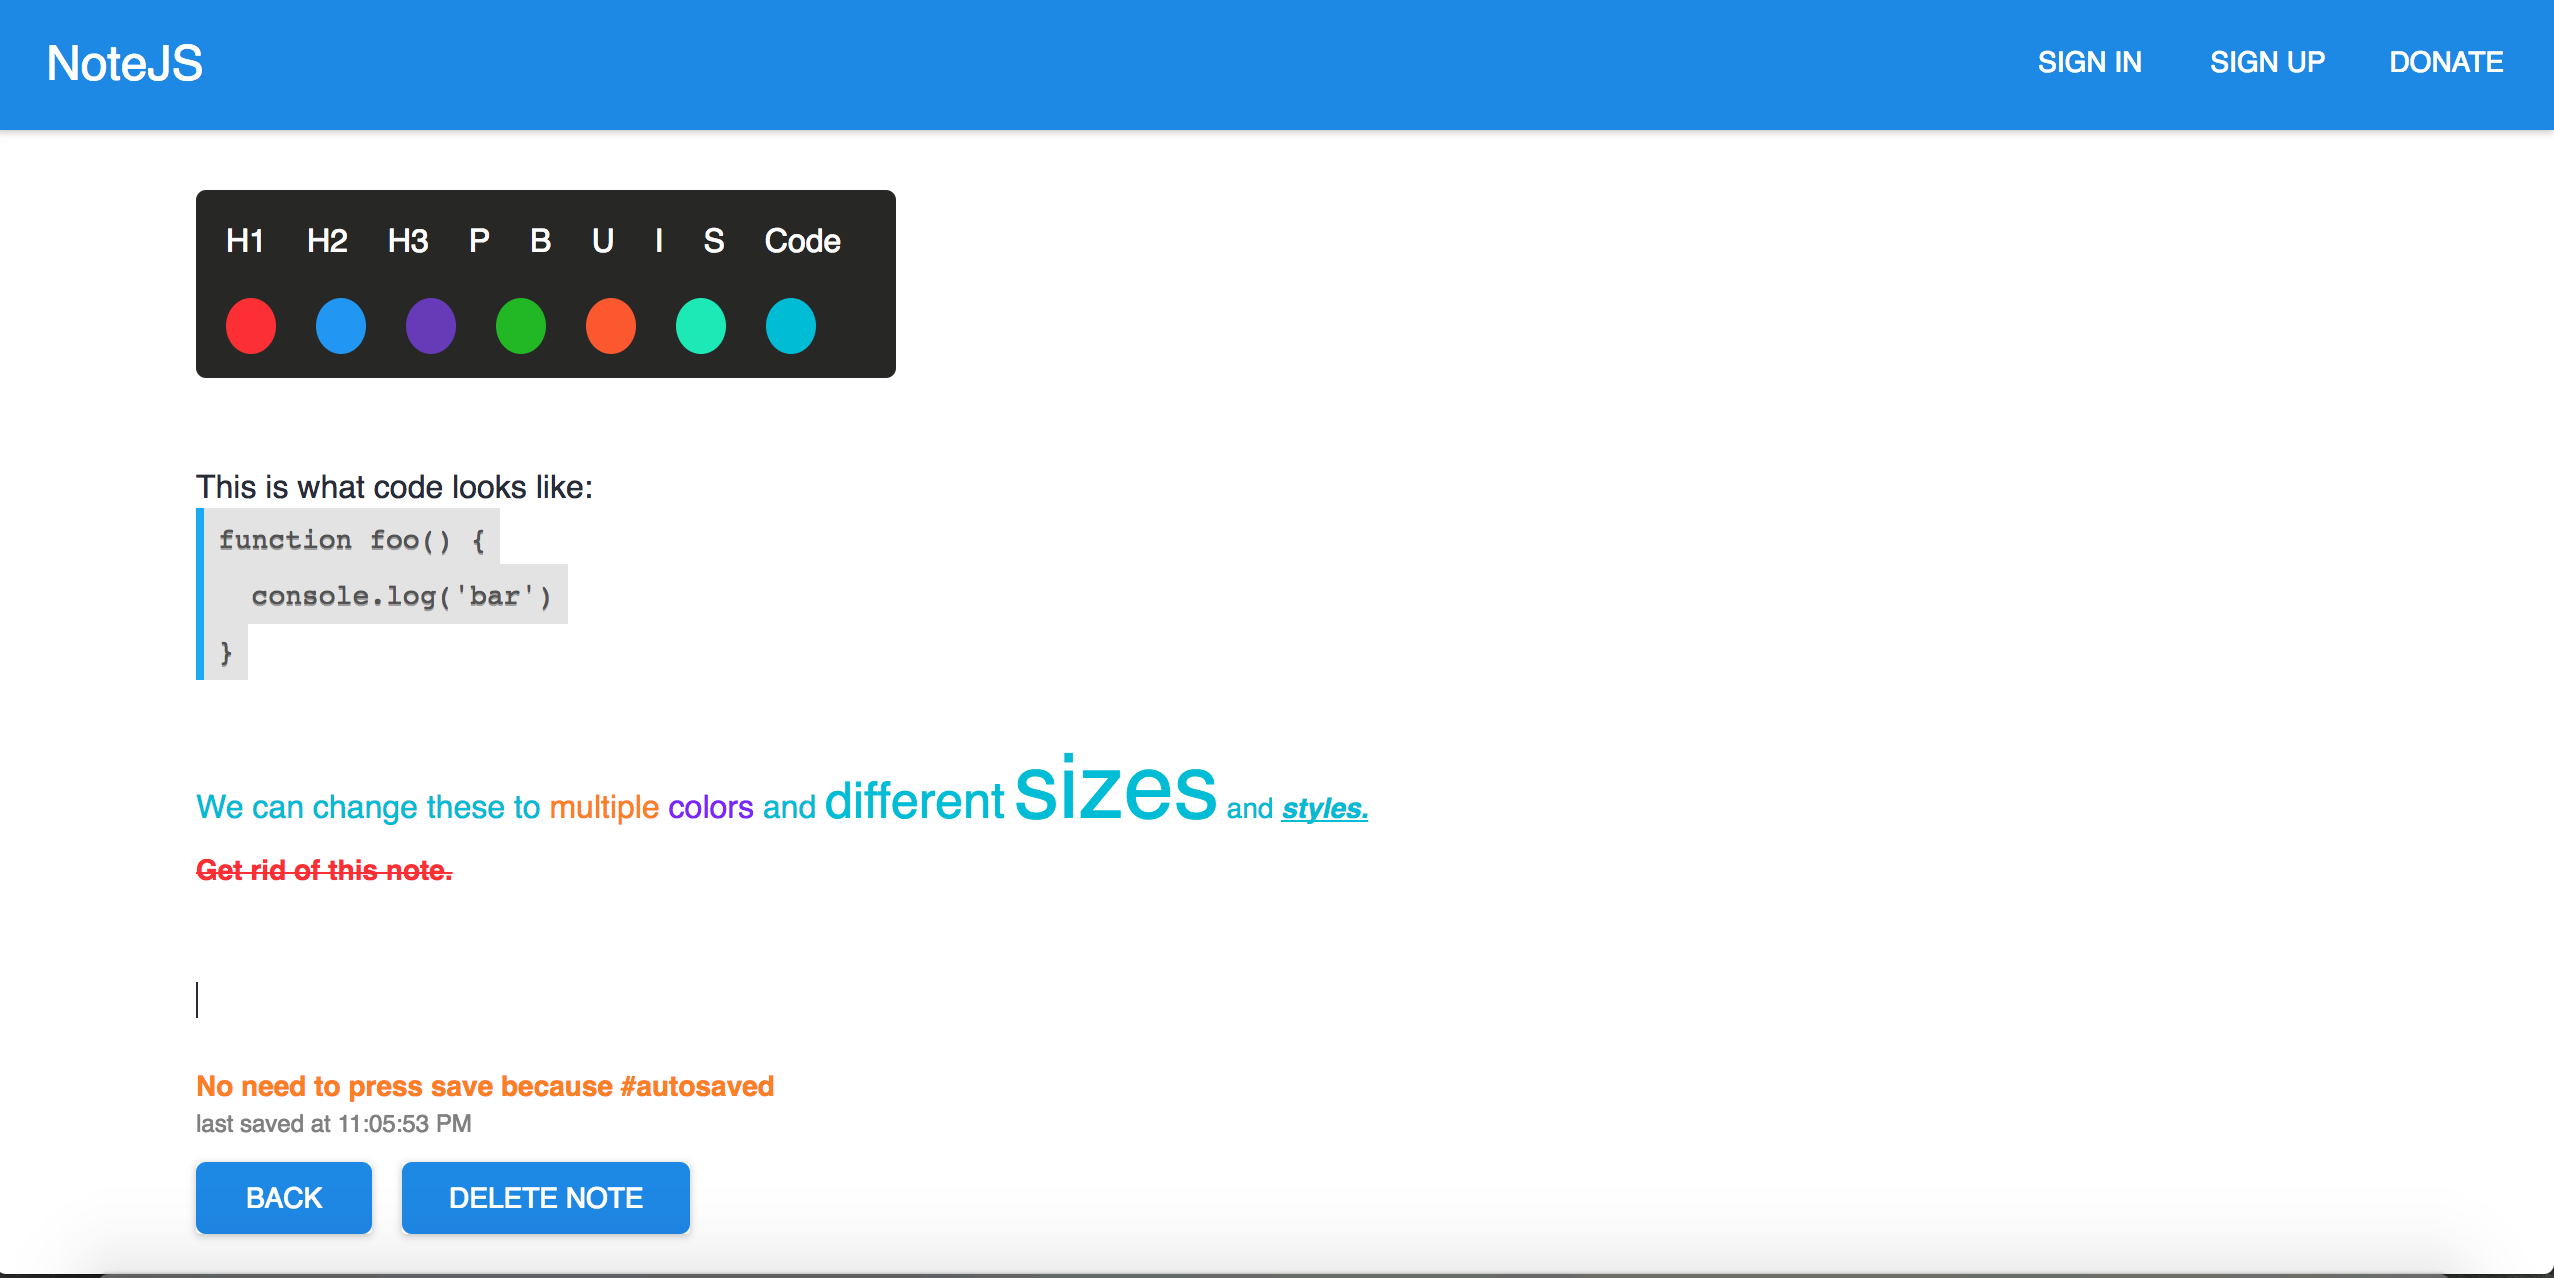 NoteJS SIGN IN SIGN UP DONATE
H1 H2 H3 P B U I S Code
This is what code looks like:
function foo() {
  console.log('bar')
}
We can change these to multiple colors and different sizes and styles.
Get rid of this note.
No need to press save because #autosaved
last saved at 11:05:53 PM
BACK DELETE NOTE